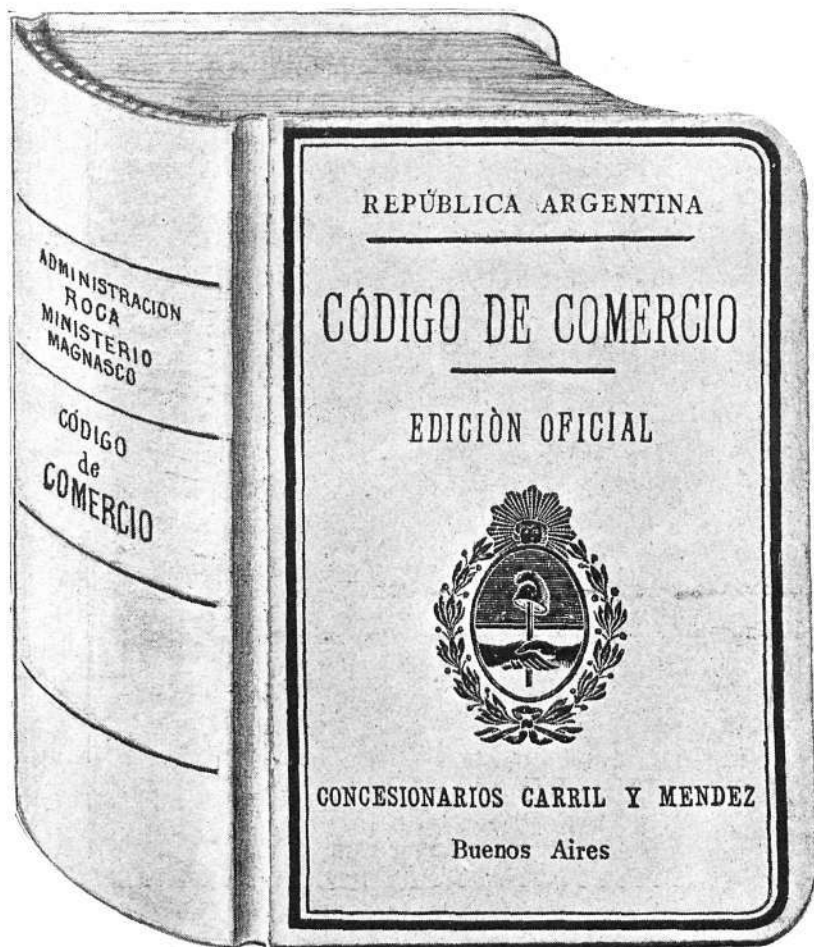 ADMINISTRACION
ROCA
MINISTERIO
MAGNASCO
CÓDIGO
de
COMERCIO
REPÚBLICA ARGENTINA
CÓDIGO DE COMERCIO
EDICIÒN OFICIAL
CONCESIONARIOS CARRIL Y MENDEZ
Buenos Aires